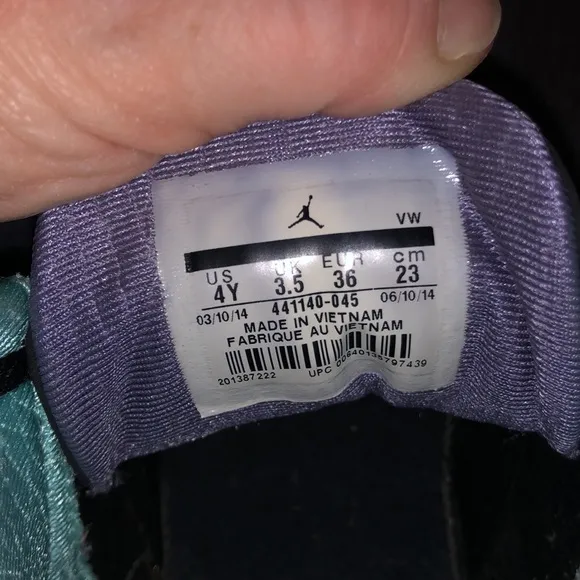 VW
US UK EUR cm
4Y 3.5 36 23
03/10/14 441140-045 06/10/14
MADE IN VIETNAM
FABRIQUE AU VIETNAM
201387222 UPC 00640135797439